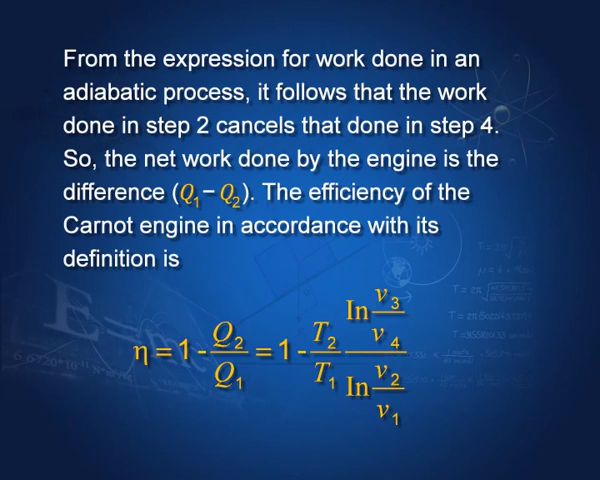 From the expression for work done in an
adiabatic process, it follows that the work
done in step 2 cancels that done in step 4.
So, the net work done by the engine is the
difference (Q₁ − Q₂). The efficiency of the
Carnot engine in accordance with its
definition is
η = 1 - Q₂/Q₁ = 1 - T₂/T₁ (In v₃/v₄)/(In v₂/v₁)